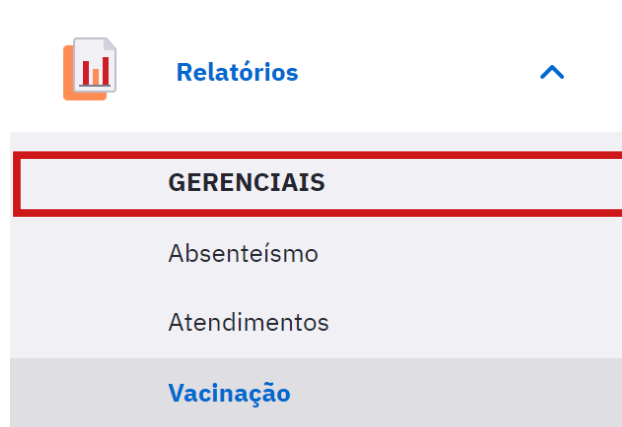 Relatórios
GERENCIAIS
Absenteísmo
Atendimentos
Vacinação